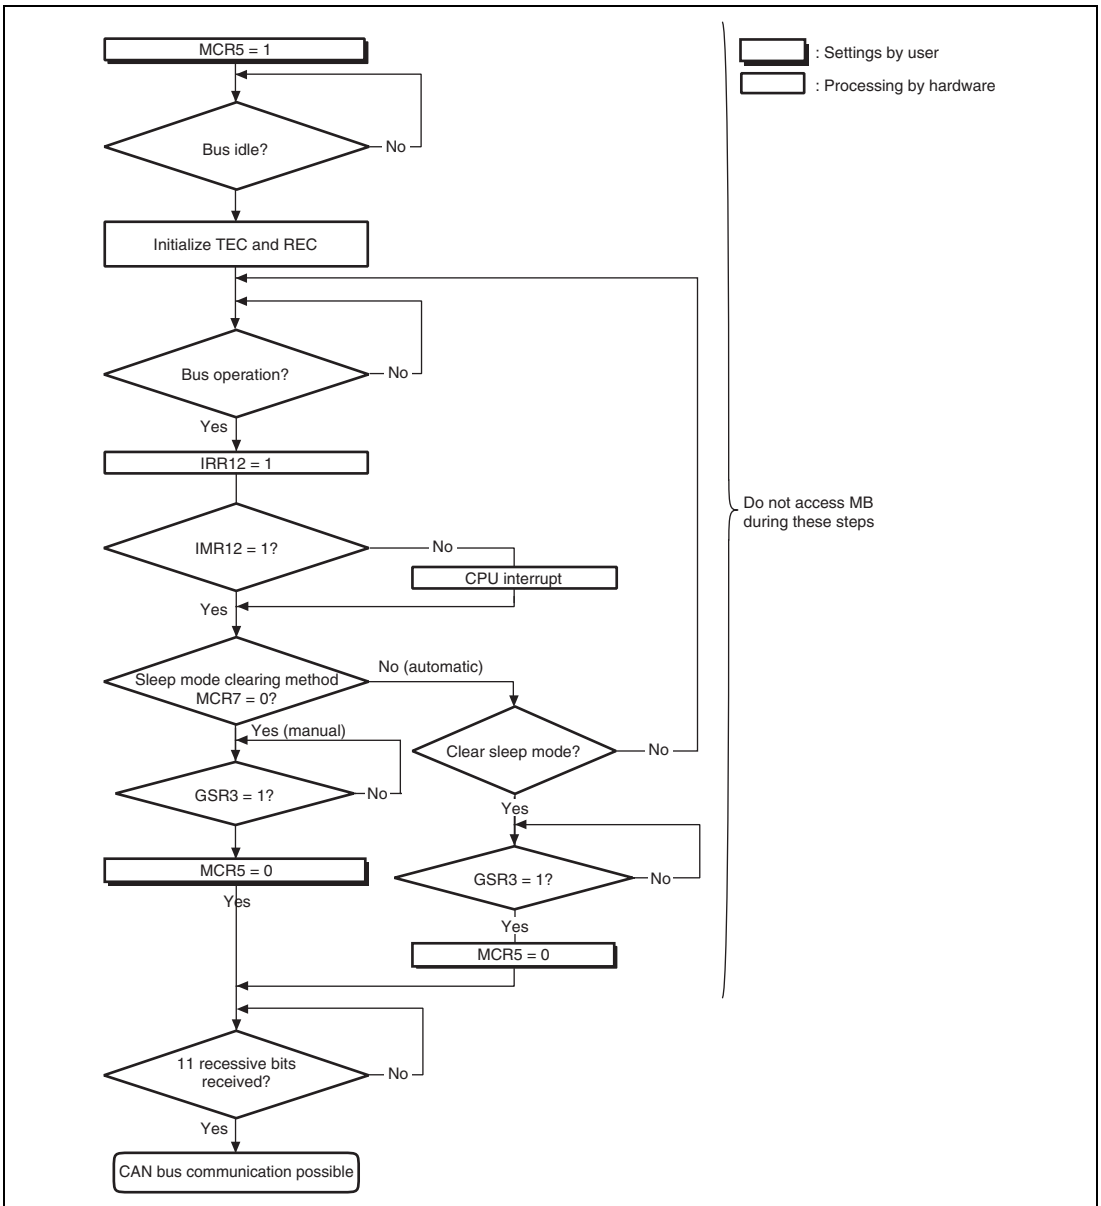 MCR5 = 1
: Settings by user
: Processing by hardware
Bus idle?
No
Initialize TEC and REC
Bus operation?
No
Yes
IRR12 = 1
Do not access MB
during these steps
IMR12 = 1?
No
CPU interrupt
Yes
Sleep mode clearing method
MCR7 = 0?
No (automatic)
Yes (manual)
Clear sleep mode?
No
GSR3 = 1?
No
Yes
MCR5 = 0
GSR3 = 1?
No
Yes
Yes
MCR5 = 0
11 recessive bits
received?
No
Yes
CAN bus communication possible